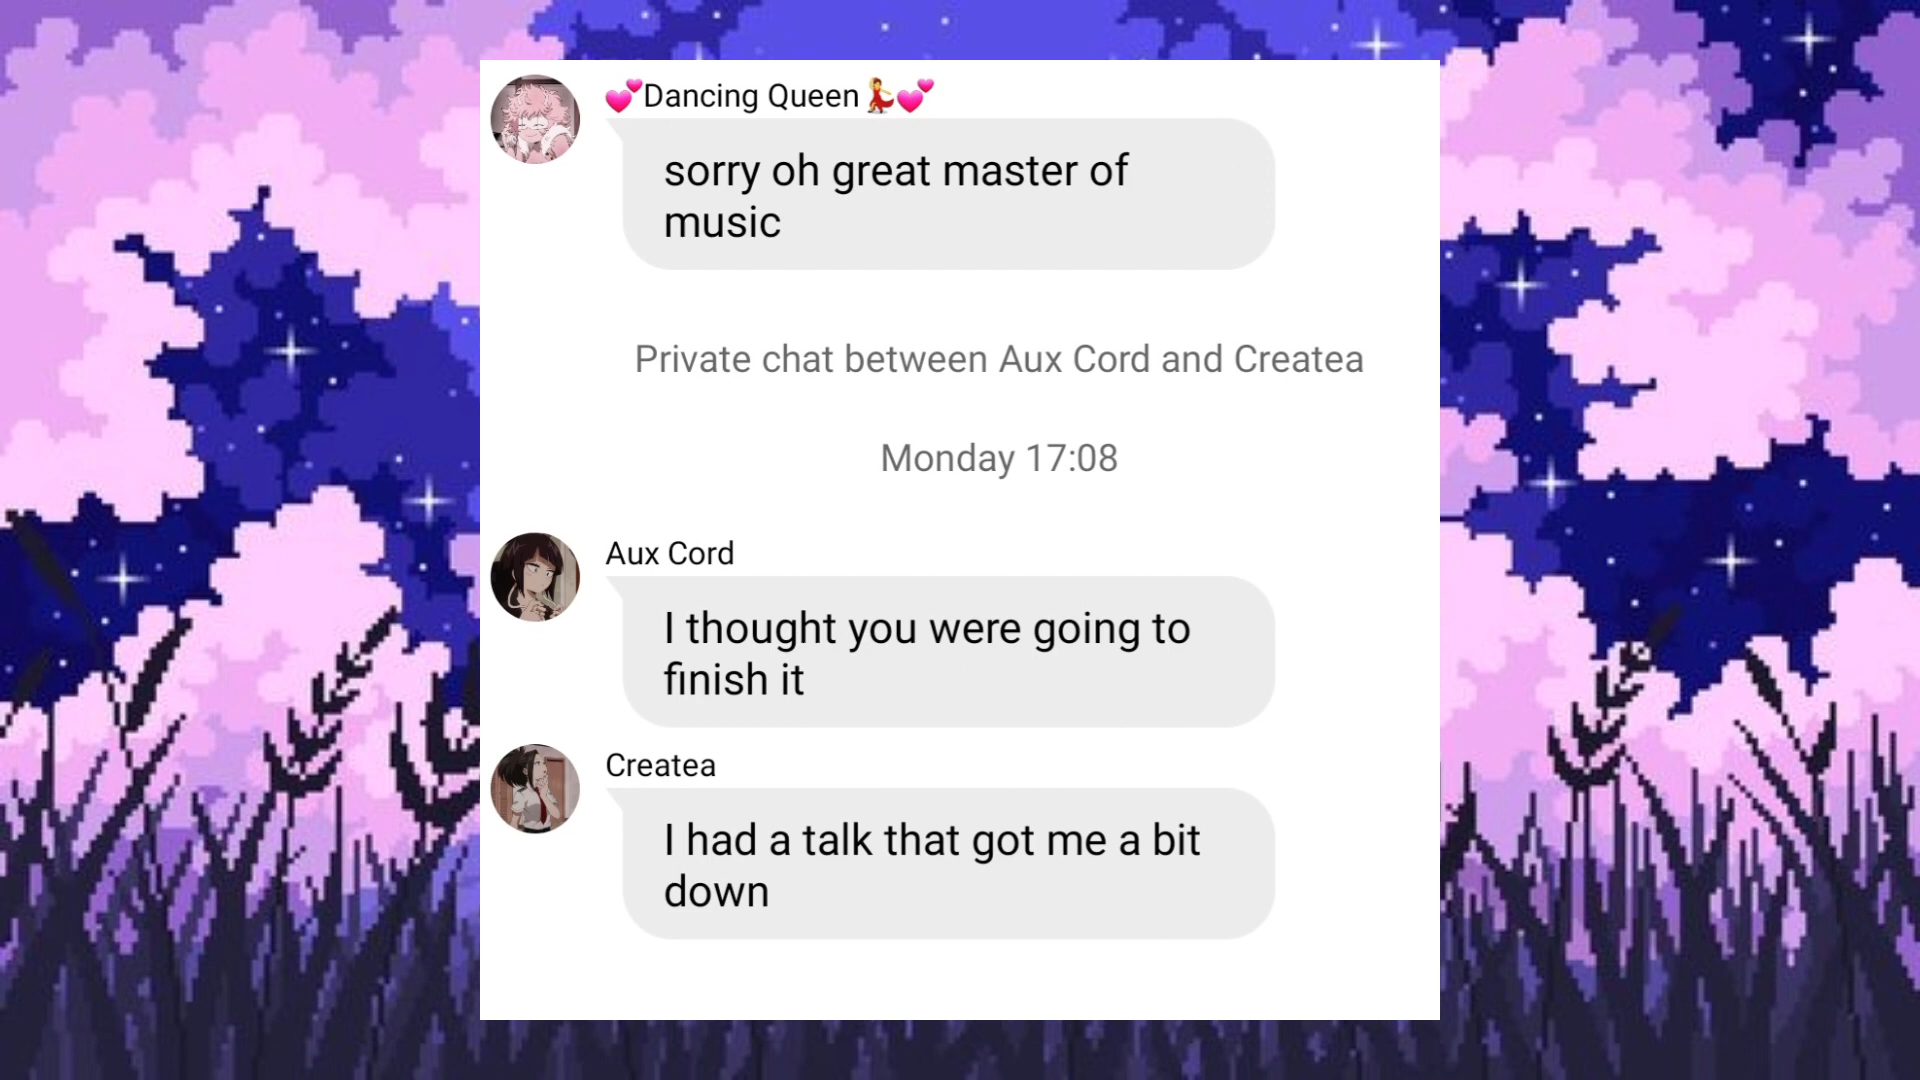 💕Dancing Queen💃💕
sorry oh great master of
music
Private chat between Aux Cord and Createa
Monday 17:08
Aux Cord
I thought you were going to
finish it
Createa
I had a talk that got me a bit
down